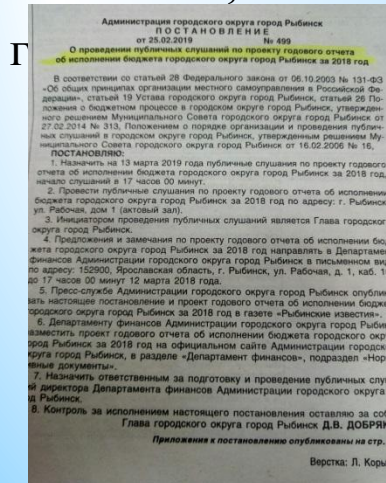 Г
Администрация городского округа город Рыбинск
ПОСТАНОВЛЕНИЕ
от 25.02.2019 № 499
О проведении публичных слушаний по проекту годового отчета
об исполнении бюджета городского округа город Рыбинск за 2018 год
В соответствии со статьей 28 Федерального закона от 06.10.2003 № 131-ФЗ
«Об общих принципах организации местного самоуправления в Российской Фе-
дерации», статьей 19 Устава городского округа город Рыбинск, статьей 26 По-
ложения о бюджетном процессе в городском округе город Рыбинск, утвержден-
ного решением Муниципального Совета городского округа город Рыбинск от
27.02.2014 № 313, Положением о порядке организации и проведения публич-
ных слушаний в городском округе город Рыбинск, утвержденным решением Му-
ниципального Совета городского округа город Рыбинск от 16.02.2006 № 16,
ПОСТАНОВЛЯЮ:
1. Назначить на 13 марта 2019 года публичные слушания по проекту годового
отчета об исполнении бюджета городского округа город Рыбинск за 2018 год,
начало слушаний в 17 часов 00 минут.
2. Провести публичные слушания по проекту годового отчета об исполнении
бюджета городского округа город Рыбинск за 2018 год по адресу: г. Рыбинск
ул. Рабочая, дом 1 (актовый зал).
3. Инициатором проведения публичных слушаний является Глава городского
округа город Рыбинск.
4. Предложения и замечания по проекту годового отчета об исполнении бюд
жета городского округа город Рыбинск за 2018 год направлять в Департамен
финансов Администрации городского округа город Рыбинск в письменном вид
по адресу: 152900, Ярославская область, г. Рыбинск, ул. Рабочая, д. 1, каб.
до 17 часов 00 минут 12 марта 2018 года.
5. Пресс-службе Администрации городского округа город Рыбинск опублико
вать настоящее постановление и проект годового отчета об исполнении бюдже
городского округа город Рыбинск за 2018 год в газете «Рыбинские известия».
6. Департаменту финансов Администрации городского округа город Рыбин
разместить проект годового отчета об исполнении бюджета городского окр
город Рыбинск за 2018 год на официальном сайте Администрации городско
округа город Рыбинск, в разделе «Департамент финансов», подраздел «Нор
ивные документы».
7. Назначить ответственным за подготовку и проведение публичных слу
й директора Департамента финансов Администрации городского округа
д Рыбинск.
8. Контроль за исполнением настоящего постановления оставляю за соб
Глава городского округа город Рыбинск Д.В. ДОБРЯК
Приложения к постановлению опубликованы на стр.
Верстка: Л. Коры